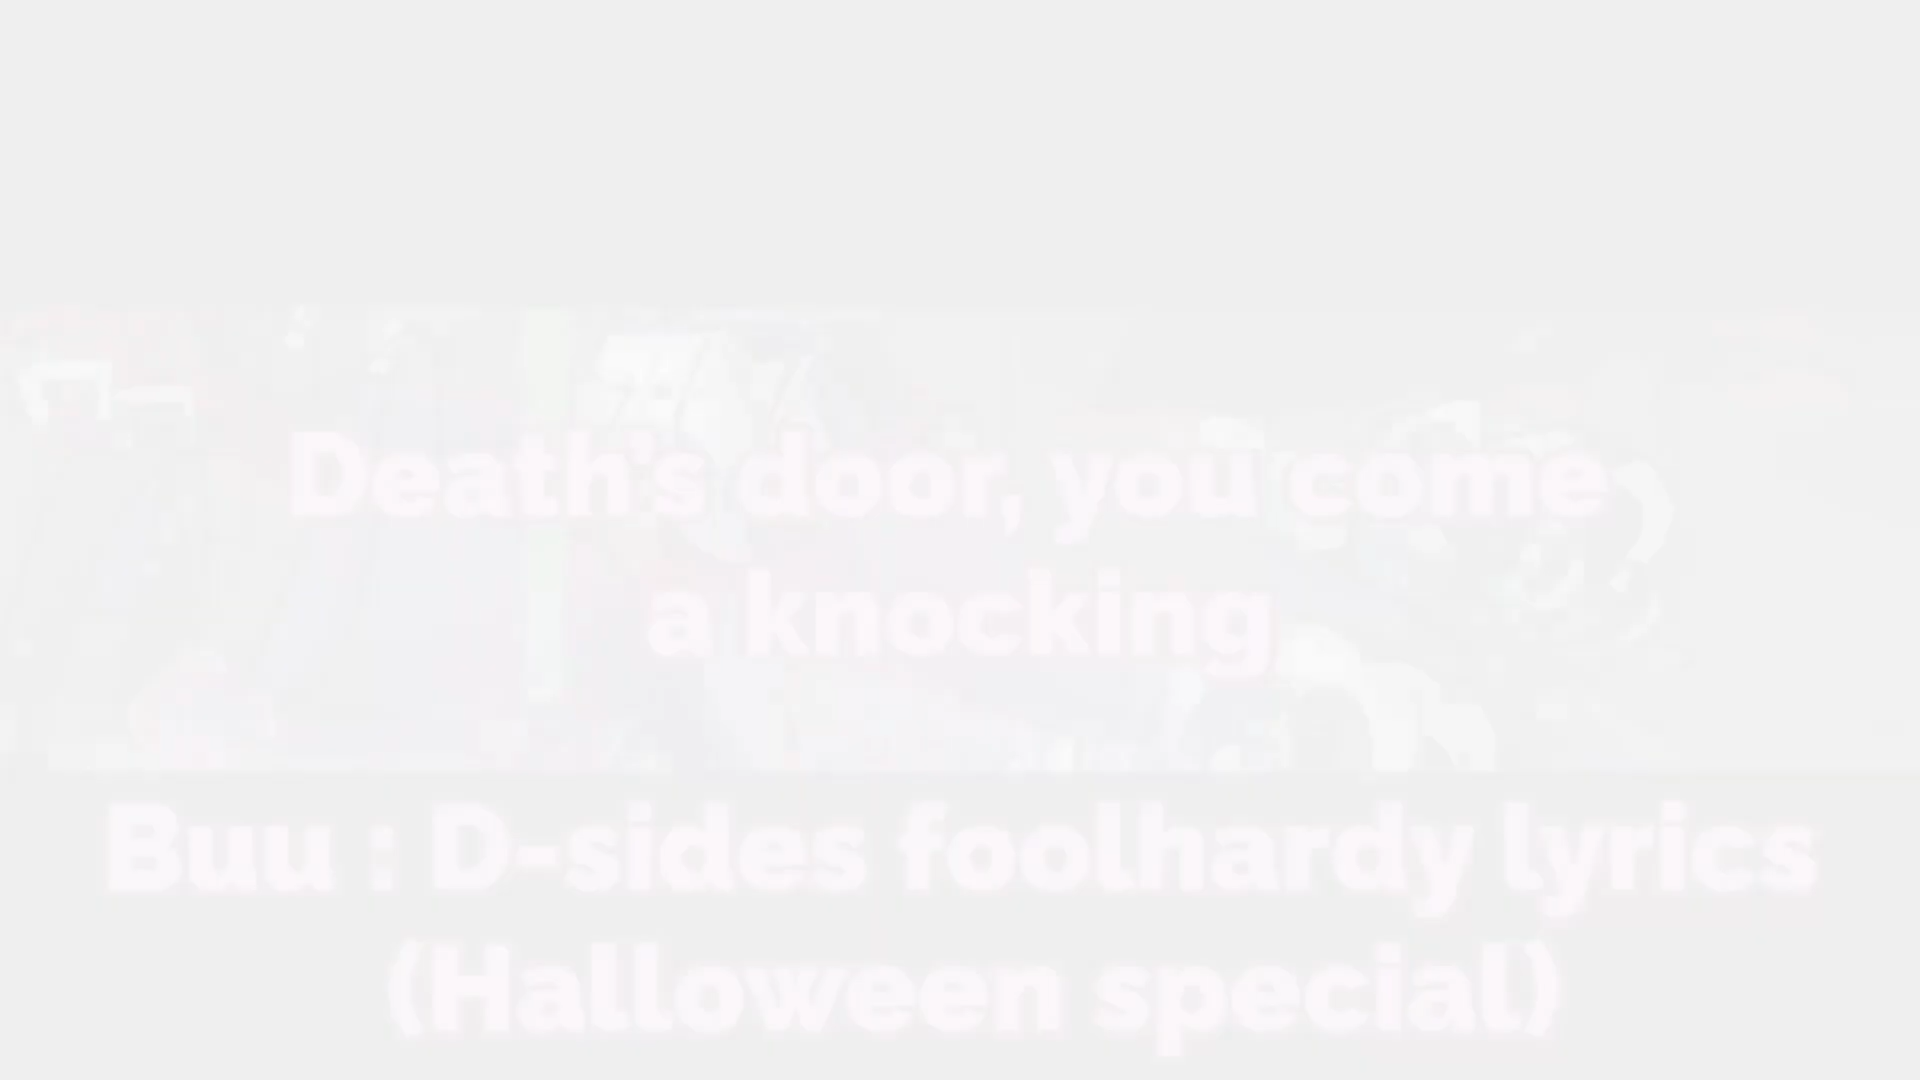 Death's door, you come
a knocking
Buu : D-sides foolhardy lyrics
(Halloween special)